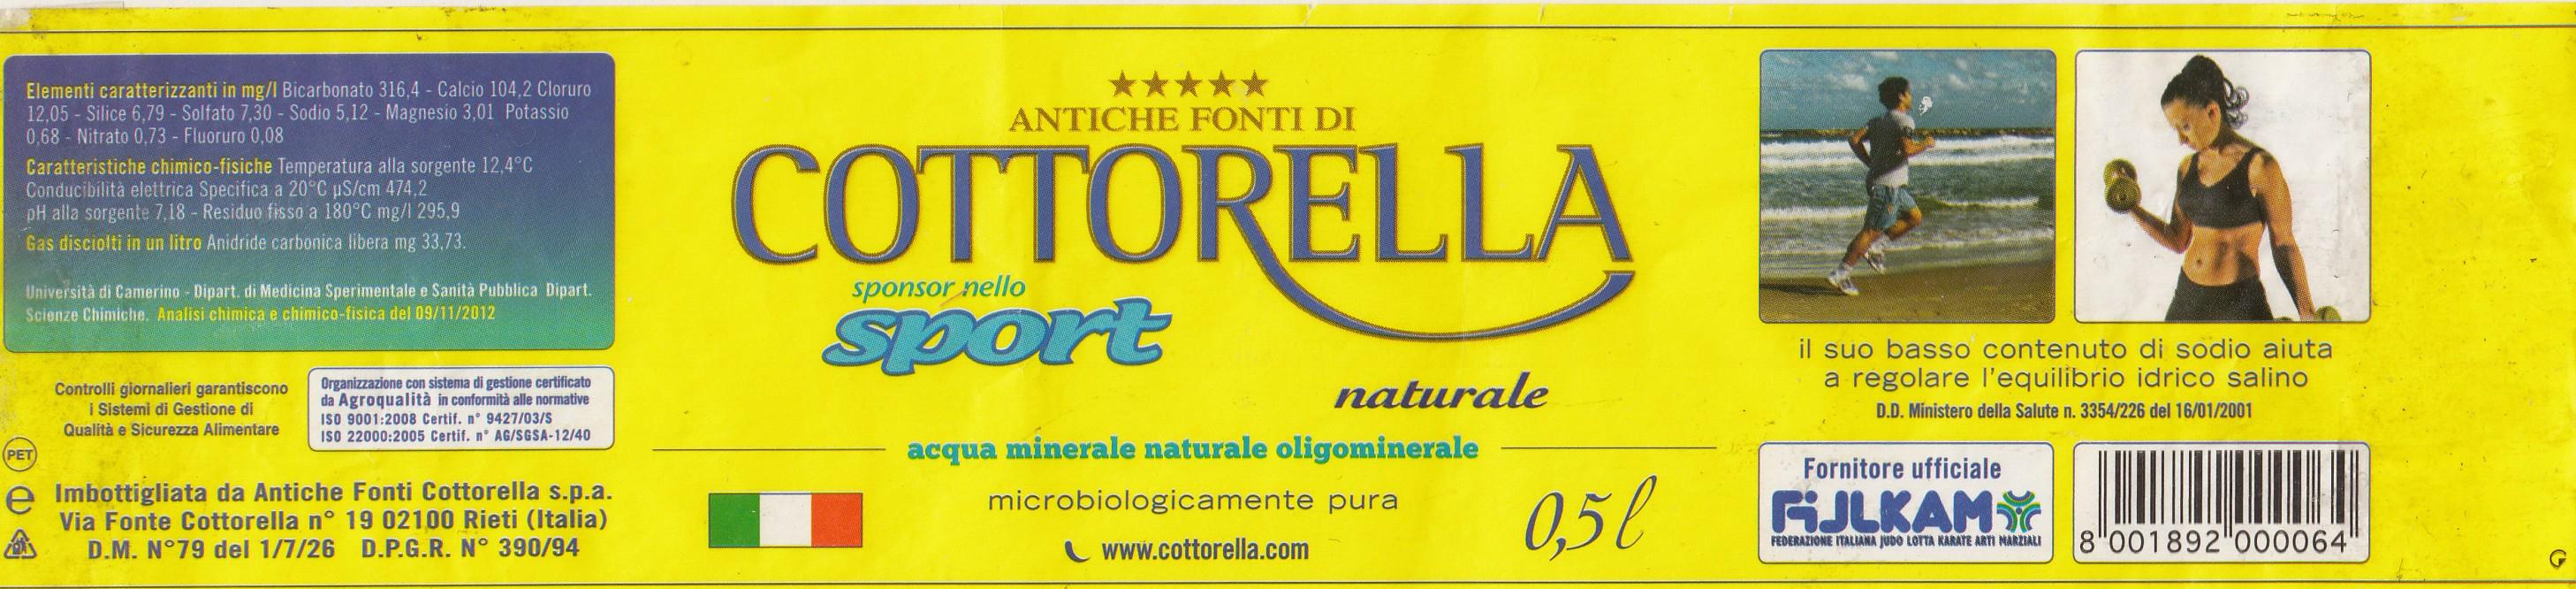 Elementi caratterizzanti in mg/l Bicarbonato 316,4 - Calcio 104,2 Cloruro
12,05 - Silice 6,79 - Solfato 7,30 - Sodio 5,12 - Magnesio 3,01 Potassio
0,68 - Nitrato 0,73 - Fluoruro 0,08
Caratteristiche chimico-fisiche Temperatura alla sorgente 12,4°C
Conducibilità elettrica Specifica a 20°C µS/cm 474,2
pH alla sorgente 7,18 - Residuo fisso a 180°C mg/l 295,9
Gas disciolti in un litro Anidride carbonica libera mg 33,73.
Università di Camerino - Dipart. di Medicina Sperimentale e Sanità Pubblica Dipart.
Scienze Chimiche. Analisi chimica e chimico-fisica del 09/11/2012
Controlli giornalieri garantiscono
i Sistemi di Gestione di
Qualità e Sicurezza Alimentare
Organizzazione con sistema di gestione certificato
da Agroqualità in conformità alle normative
ISO 9001:2008 Certif. n° 9427/03/S
ISO 22000:2005 Certif. n° AG/SGSA-12/40
PET
e
Imbottigliata da Antiche Fonti Cottorella s.p.a.
Via Fonte Cottorella n° 19 02100 Rieti (Italia)
D.M. N°79 del 1/7/26 D.P.G.R. N° 390/94
ANTICHE FONTI DI
COTTORELLA
sponsor nello
sport
naturale
acqua minerale naturale oligominerale
microbiologicamente pura
0,5 l
www.cottorella.com
il suo basso contenuto di sodio aiuta
a regolare l'equilibrio idrico salino
D.D. Ministero della Salute n. 3354/226 del 16/01/2001
Fornitore ufficiale
FIJLKAM
FEDERAZIONE ITALIANA JUDO LOTTA KARATE ARTI MARZIALI
8 001892 000064